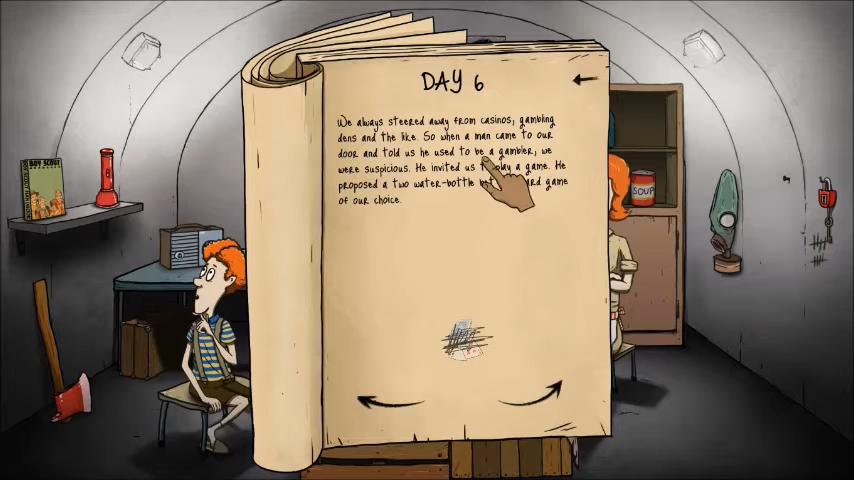 DAY 6
We always steered away from casinos, gambling
dens and the like. So when a man came to our
door and told us he used to be a gambler, we
were suspicious. He invited us play a game. He
proposed a two water-bottle game
of our choice.
BOY SCOUT
SOUP